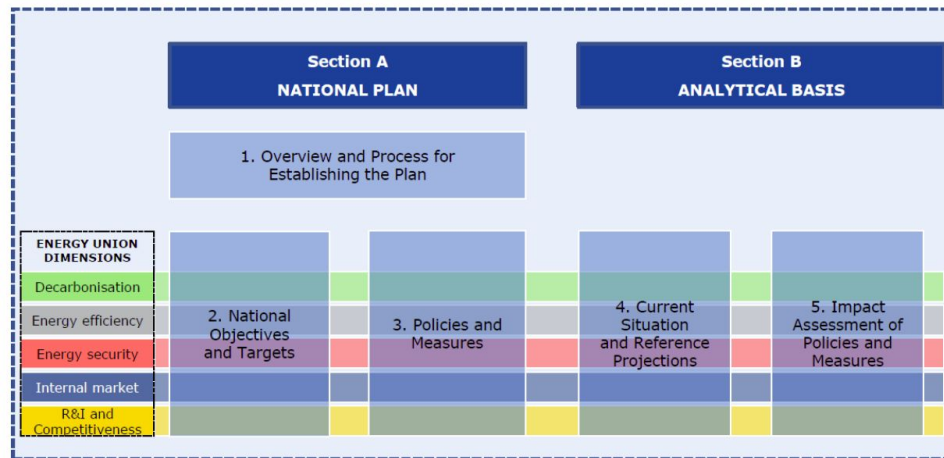 Section A
NATIONAL PLAN
Section B
ANALYTICAL BASIS
1. Overview and Process for
Establishing the Plan
ENERGY UNION
DIMENSIONS
Decarbonisation
Energy efficiency
Energy security
Internal market
R&I and
Competitiveness
2. National
Objectives
and Targets
3. Policies and
Measures
4. Current
Situation
and Reference
Projections
5. Impact
Assessment of
Policies and
Measures